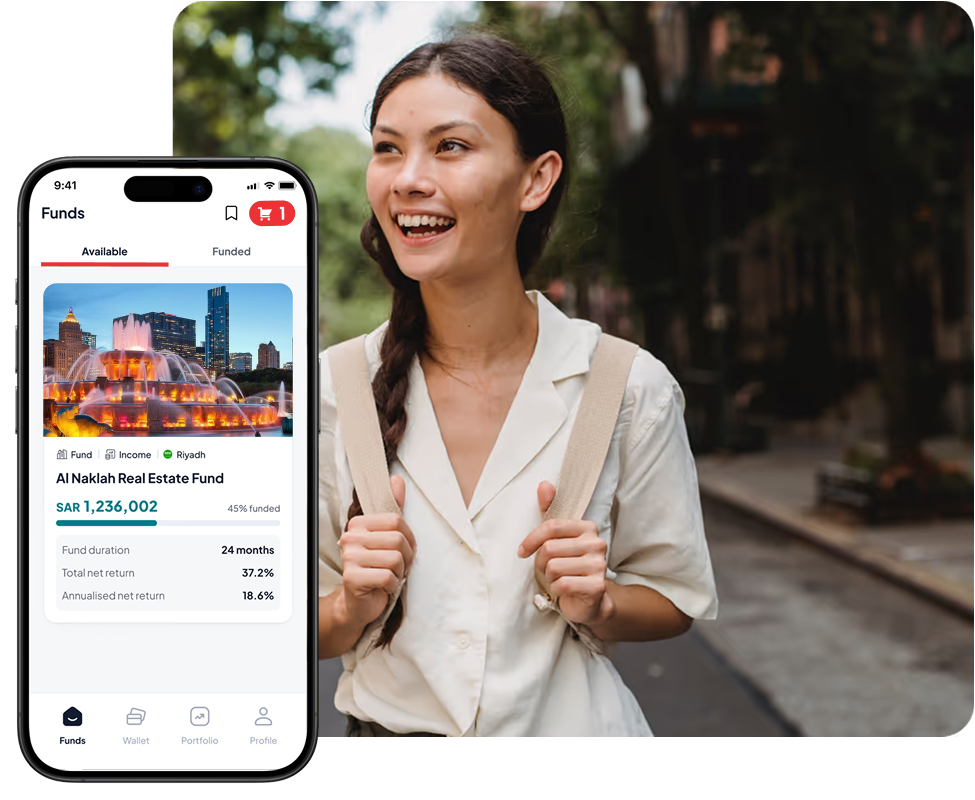 9:41
Funds
1
Available Funded
Fund Income Riyadh
Al Naklah Real Estate Fund
SAR 1,236,002 45% funded
Fund duration 24 months
Total net return 37.2%
Annualised net return 18.6%
Funds Wallet Portfolio Profile